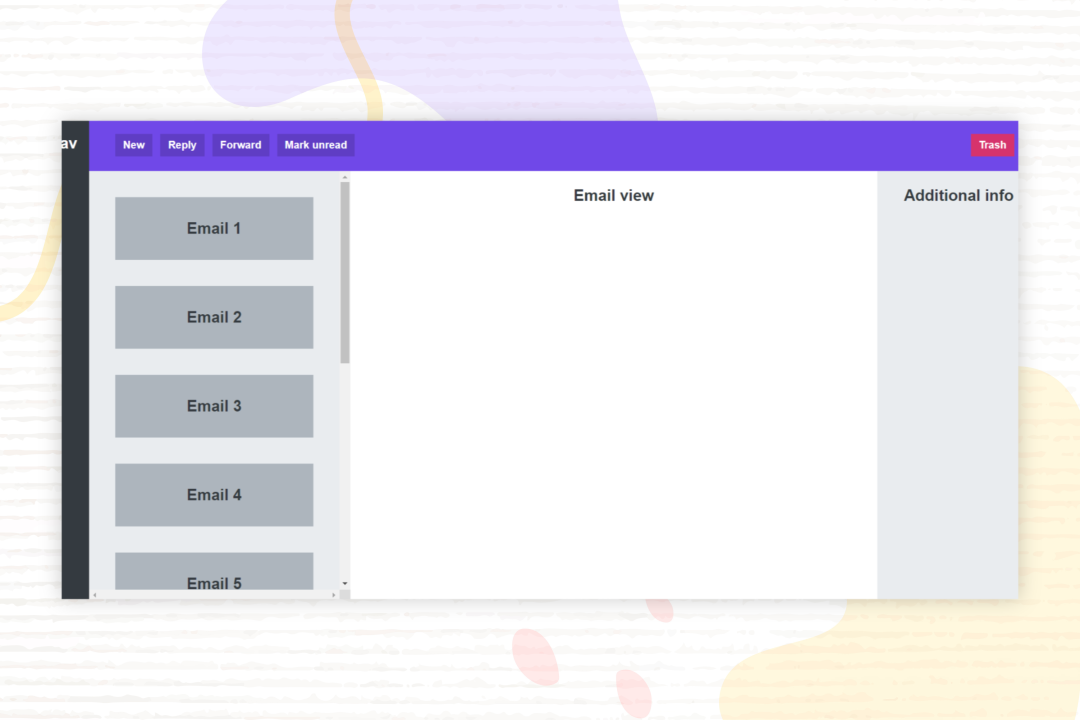 av
New
Reply
Forward
Mark unread
Trash
Email 1
Email 2
Email 3
Email 4
Email 5
Email view
Additional info